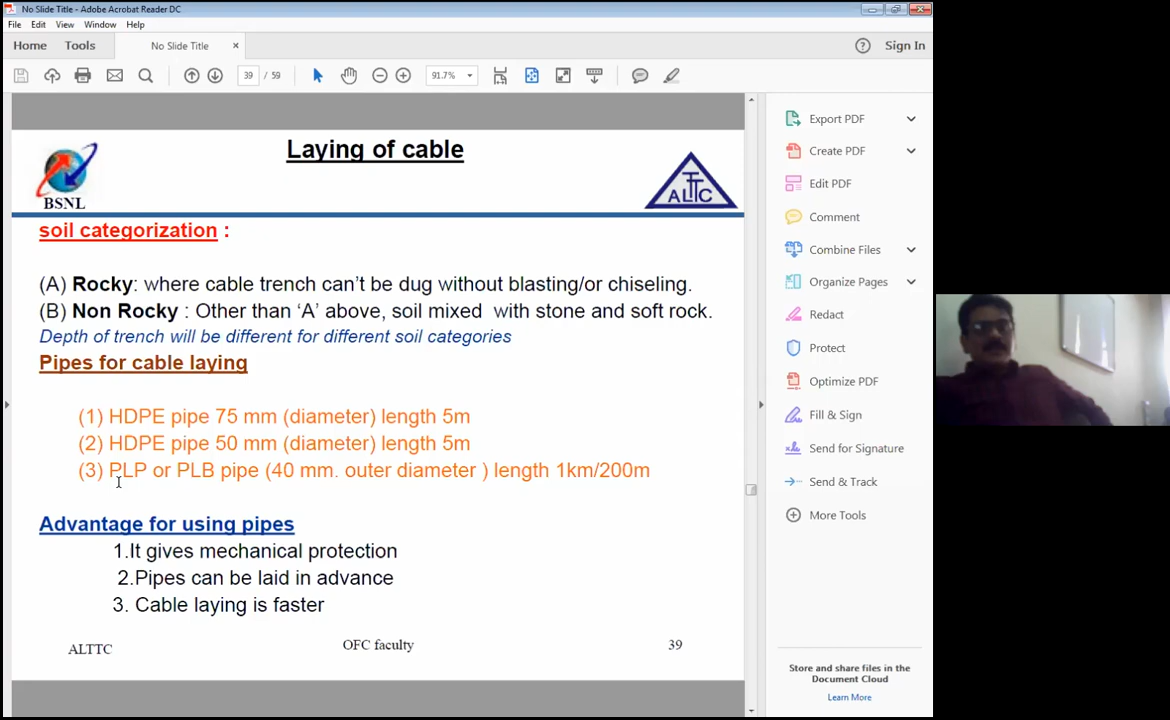 No Slide Title - Adobe Acrobat Reader DC
File Edit View Window Help
Home Tools No Slide Title × Sign In
39 / 59 91.7%
Laying of cable
BSNL
ALTTC
soil categorization :
(A) Rocky: where cable trench can't be dug without blasting/or chiseling.
(B) Non Rocky : Other than 'A' above, soil mixed with stone and soft rock.
Depth of trench will be different for different soil categories
Pipes for cable laying
(1) HDPE pipe 75 mm (diameter) length 5m
(2) HDPE pipe 50 mm (diameter) length 5m
(3) PLP or PLB pipe (40 mm. outer diameter ) length 1km/200m
Advantage for using pipes
1.It gives mechanical protection
2.Pipes can be laid in advance
3. Cable laying is faster
ALTTC OFC faculty 39
Export PDF
Create PDF
Edit PDF
Comment
Combine Files
Organize Pages
Redact
Protect
Optimize PDF
Fill & Sign
Send for Signature
Send & Track
More Tools
Store and share files in the
Document Cloud
Learn More